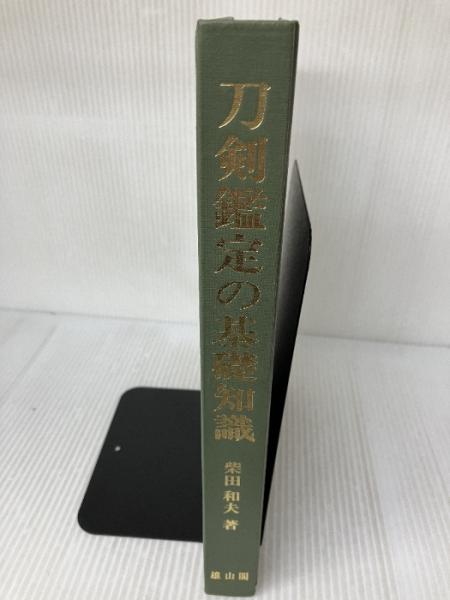 刀剣鑑定の基礎知識
柴田和夫著
雄山閣